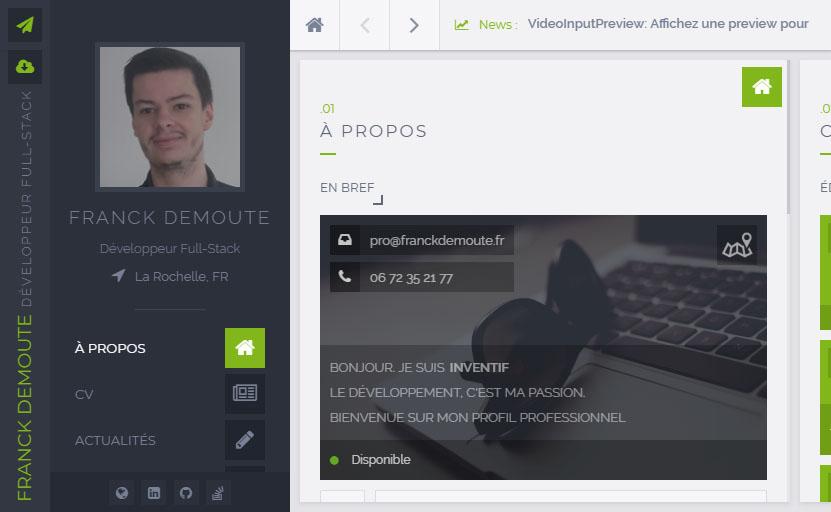 FRANCK DEMOUTE DÉVELOPPEUR FULL-STACK
FRANCK DEMOUTE
Développeur Full-Stack
La Rochelle, FR
À PROPOS
CV
ACTUALITÉS
News :
VideoInputPreview: Affichez une preview pour
.01
À PROPOS
EN BREF
pro@franckdemoute.fr
06 72 35 21 77
BONJOUR. JE SUIS INVENTIF
LE DÉVELOPPEMENT, C'EST MA PASSION.
BIENVENUE SUR MON PROFIL PROFESSIONNEL
Disponible
.0
C